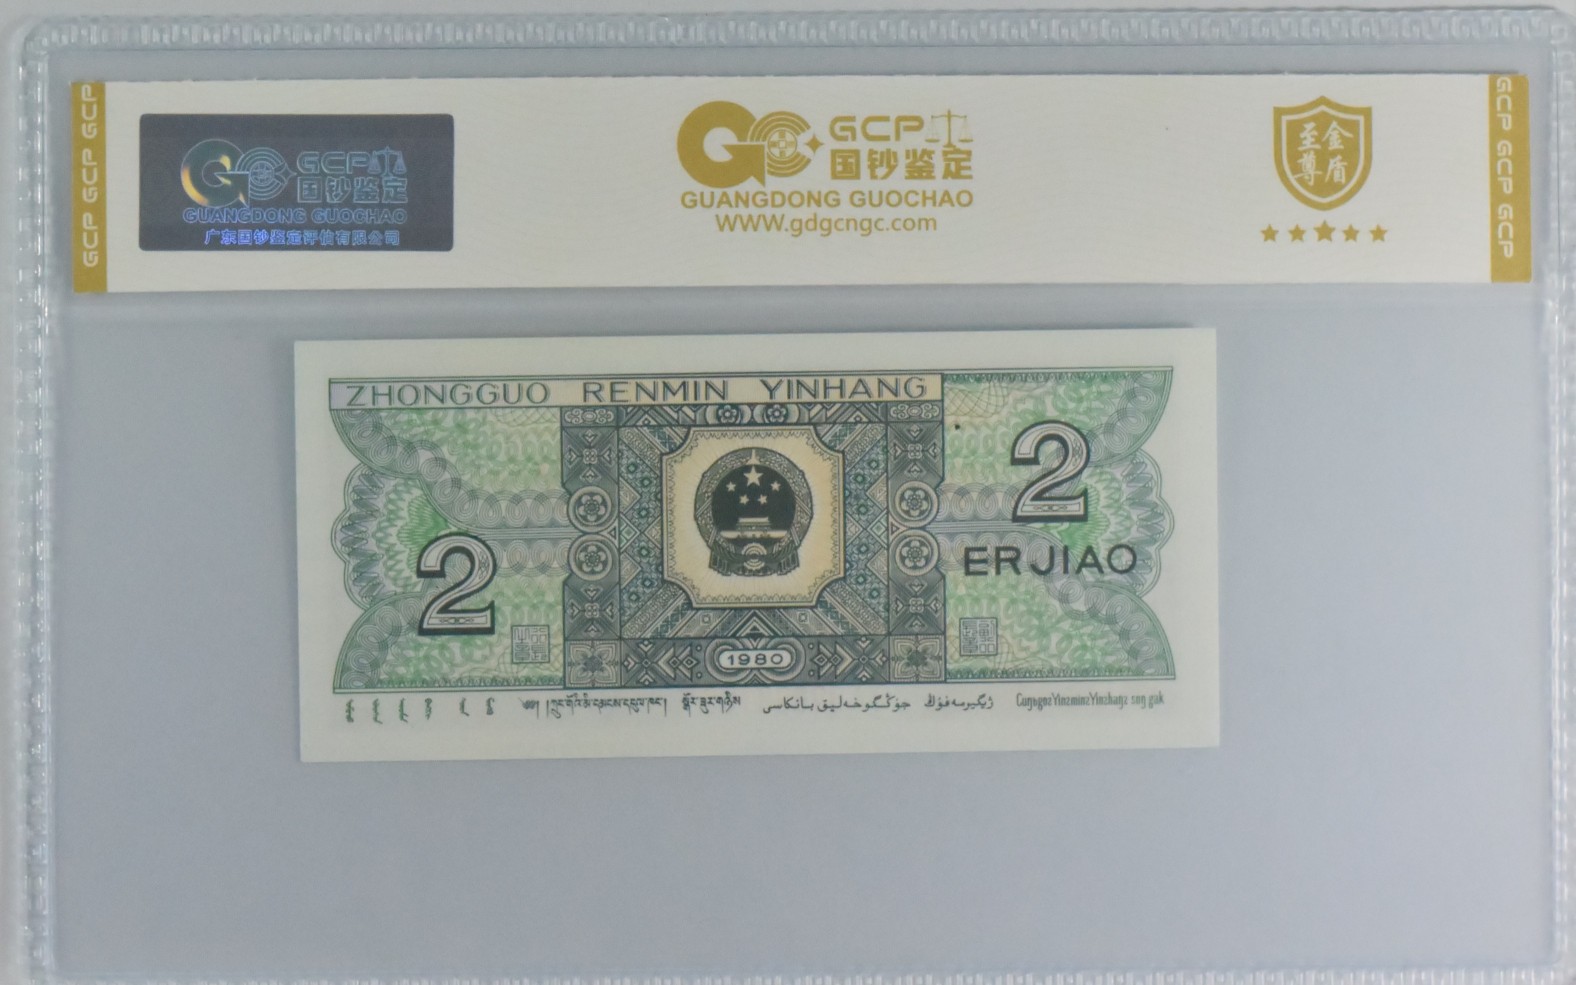 GCP GCP
GCP 国钞鉴定
GUANGDONG GUOCHAO
广东国钞鉴定评估有限公司
GCP 国钞鉴定
GUANGDONG GUOCHAO
WWW.gdgcngc.com
至尊金盾
GCP GCP
ZHONGGUO RENMIN YINHANG
2
ERJIAO
2
1980